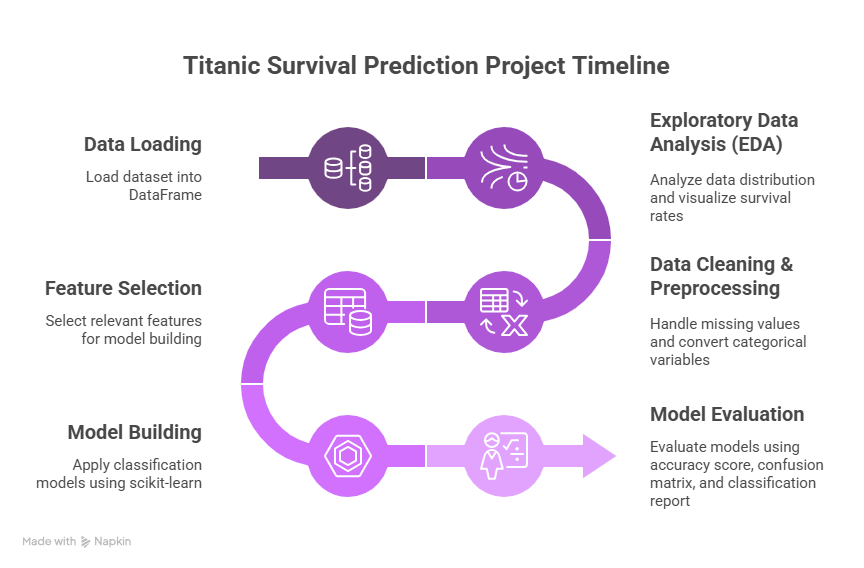 Titanic Survival Prediction Project Timeline
Data Loading
Load dataset into
DataFrame
Exploratory Data
Analysis (EDA)
Analyze data distribution
and visualize survival
rates
Data Cleaning &
Preprocessing
Handle missing values
and convert categorical
variables
Feature Selection
Select relevant features
for model building
Model Building
Apply classification
models using scikit-learn
Model Evaluation
Evaluate models using
accuracy score, confusion
matrix, and classification
report
Made with Napkin